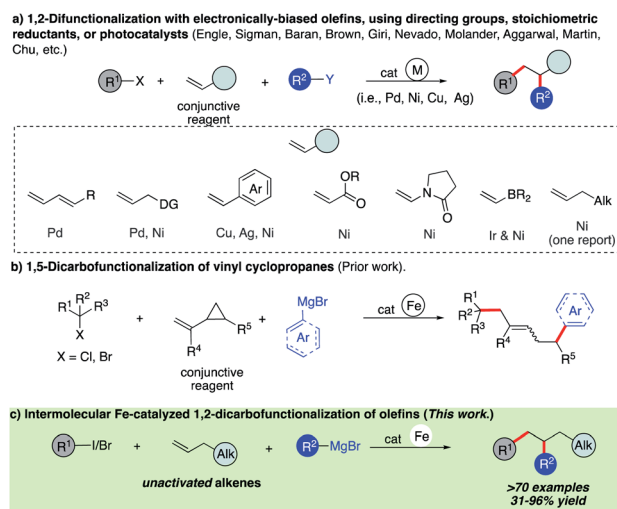 a) 1,2-Difunctionalization with electronically-biased olefins, using directing groups, stoichiometric
reductants, or photocatalysts (Engle, Sigman, Baran, Brown, Giri, Nevado, Molander, Aggarwal, Martin,
Chu, etc.)
R¹–X + + R²–Y cat M R¹ R²
conjunctive
reagent
(i.e., Pd, Ni, Cu, Ag)
R DG Ar OR O N O BR₂ Alk
Pd Pd, Ni Cu, Ag, Ni Ni Ni Ir & Ni Ni
(one report)
b) 1,5-Dicarbofunctionalization of vinyl cyclopropanes (Prior work).
R¹ R² R³ X + R⁴ R⁵ + MgBr Ar cat Fe R¹ R² R³ R⁴ R⁵ Ar
X = Cl, Br
conjunctive
reagent
c) Intermolecular Fe-catalyzed 1,2-dicarbofunctionalization of olefins (This work.)
R¹–I/Br + Alk + R²–MgBr cat Fe R¹ R² Alk
unactivated alkenes
>70 examples
31-96% yield